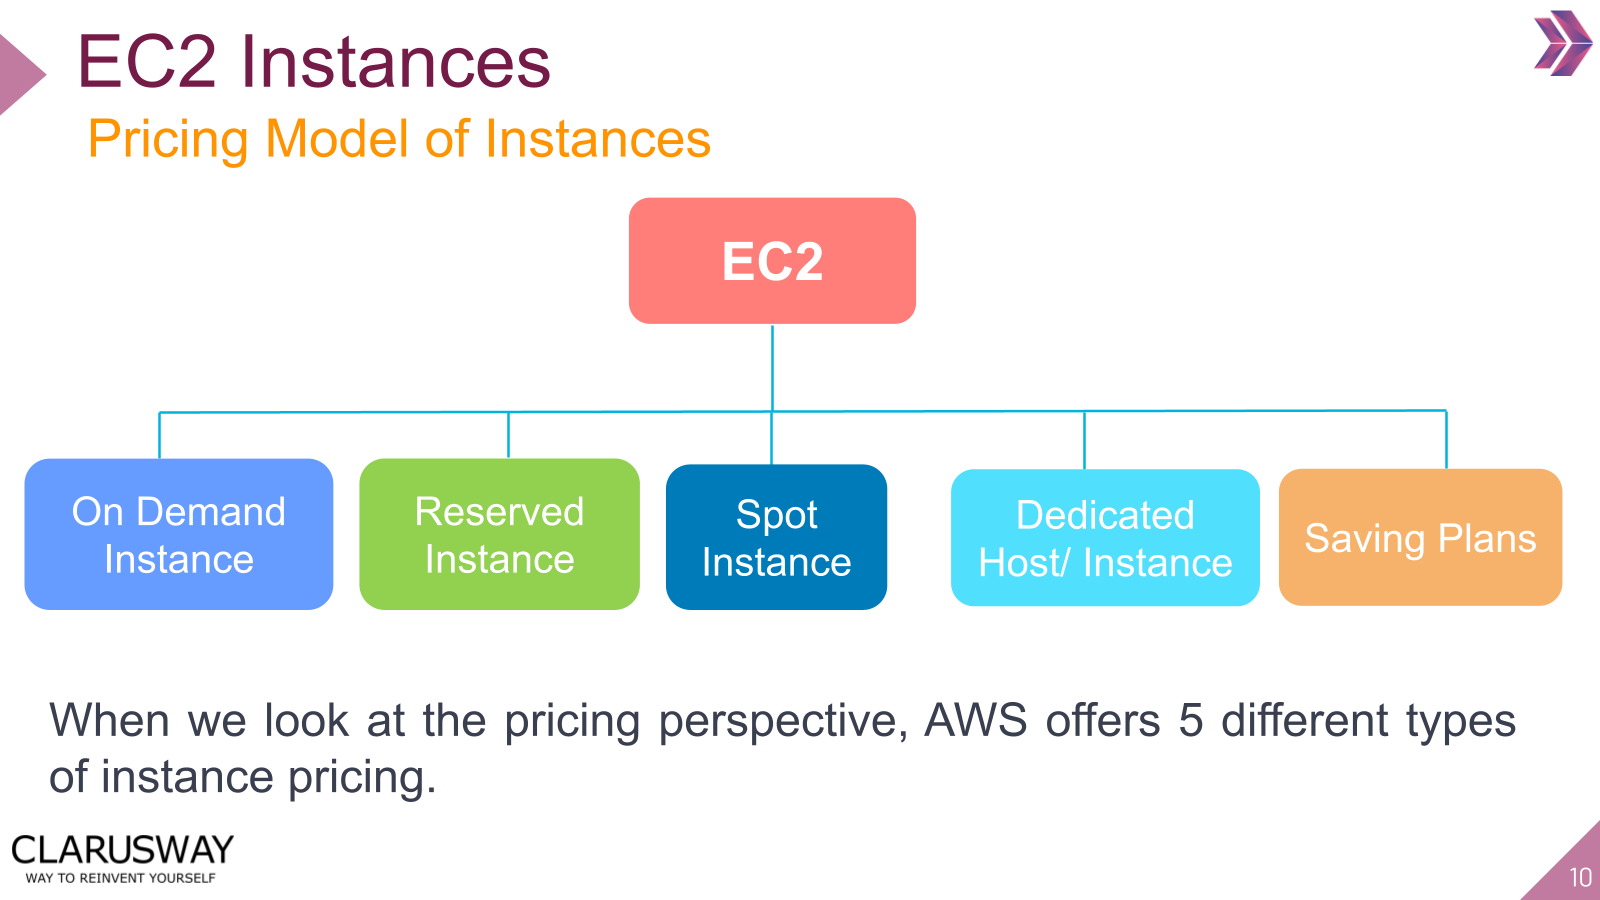 EC2 Instances
Pricing Model of Instances
EC2
On Demand
Instance
Reserved
Instance
Spot
Instance
Dedicated
Host/ Instance
Saving Plans
When we look at the pricing perspective, AWS offers 5 different types
of instance pricing.
CLARUSWAY
WAY TO REINVENT YOURSELF
10